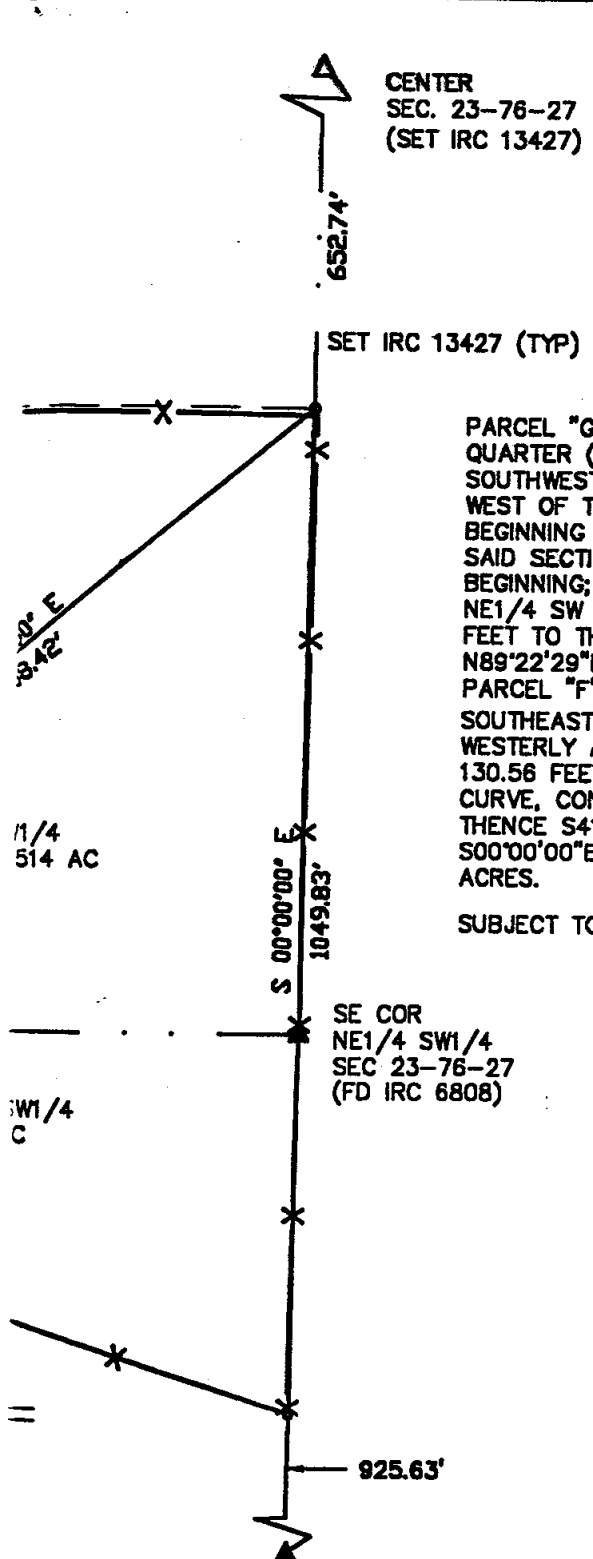 CENTER
SEC. 23-76-27
(SET IRC 13427)
652.74'
SET IRC 13427 (TYP)
PARCEL "G
QUARTER (
SOUTHWEST
WEST OF T
BEGINNING
SAID SECTI
BEGINNING;
NE1/4 SW
FEET TO TH
N89°22'29"
PARCEL "F"
SOUTHEAST
WESTERLY
130.56 FEET
CURVE, CON
THENCE S4
S00°00'00"E
ACRES.
SUBJECT TO
0" E
8.42'
1/4
514 AC
S 00°00'00" E
1049.83'
SE COR
NE1/4 SW1/4
SEC 23-76-27
(FD IRC 6808)
SW1/4
C
925.63'